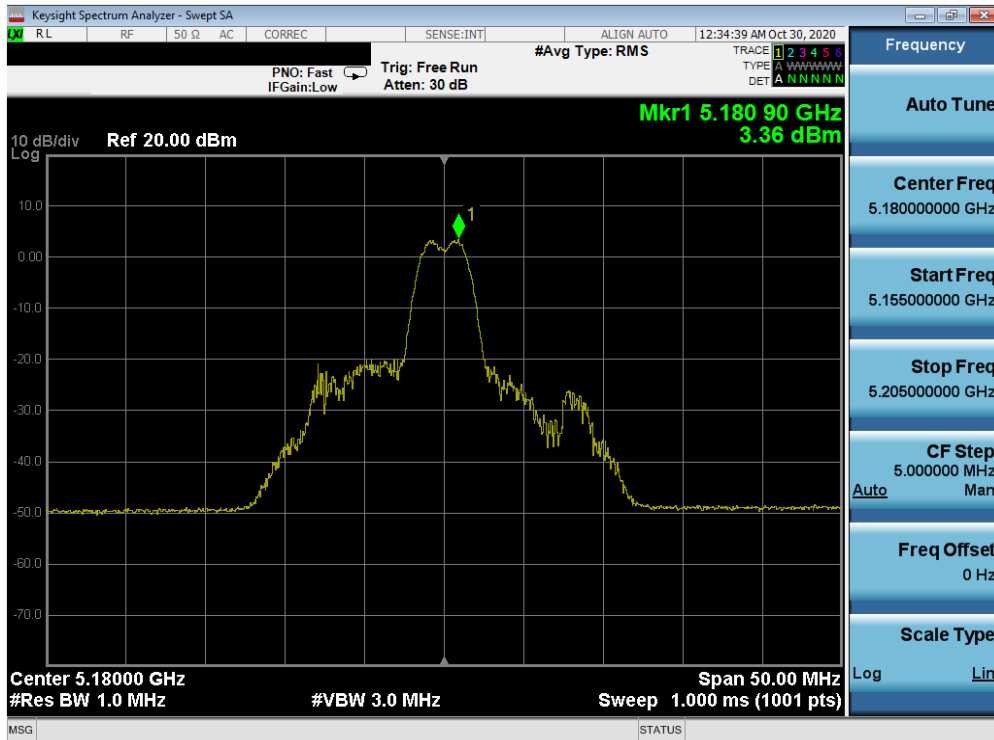 Keysight Spectrum Analyzer - Swept SA
LXI RL RF 50 Ω AC CORREC SENSE:INT ALIGN AUTO 12:34:39 AM Oct 30, 2020
#Avg Type: RMS
TRACE 1 2 3 4 5 6
TYPE A WWWWW
DET A N N N N N
PNO: Fast
IFGain:Low
Trig: Free Run
Atten: 30 dB
Mkr1 5.180 90 GHz
3.36 dBm
10 dB/div Ref 20.00 dBm
Log
1
10.0
0.00
-10.0
-20.0
-30.0
-40.0
-50.0
-60.0
-70.0
Center 5.18000 GHz Span 50.00 MHz
#Res BW 1.0 MHz #VBW 3.0 MHz Sweep 1.000 ms (1001 pts)
Frequency
Auto Tune
Center Freq
5.180000000 GHz
Start Freq
5.155000000 GHz
Stop Freq
5.205000000 GHz
CF Step
5.000000 MHz
Auto Man
Freq Offset
0 Hz
Scale Type
Log Lin
MSG STATUS